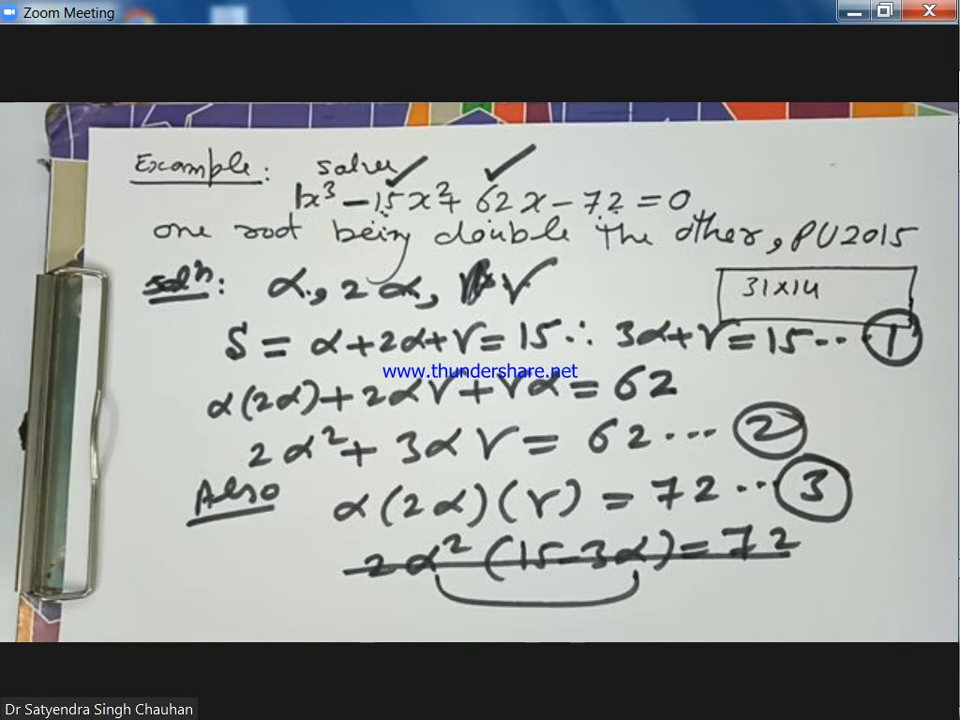 Zoom Meeting
Example: solve
1x³ – 15x² + 62x – 72 = 0
one root being double the other, PU2015
solⁿ: α, 2α, γ
31×14
S = α + 2α + γ = 15 ∴ 3α + γ = 15 ... 1
www.thundershare.net
α(2α) + 2αγ + γα = 62
2α² + 3αγ = 62 ... 2
Also α(2α)(γ) = 72 ... 3
2α²(15–3α) = 72
Dr Satyendra Singh Chauhan